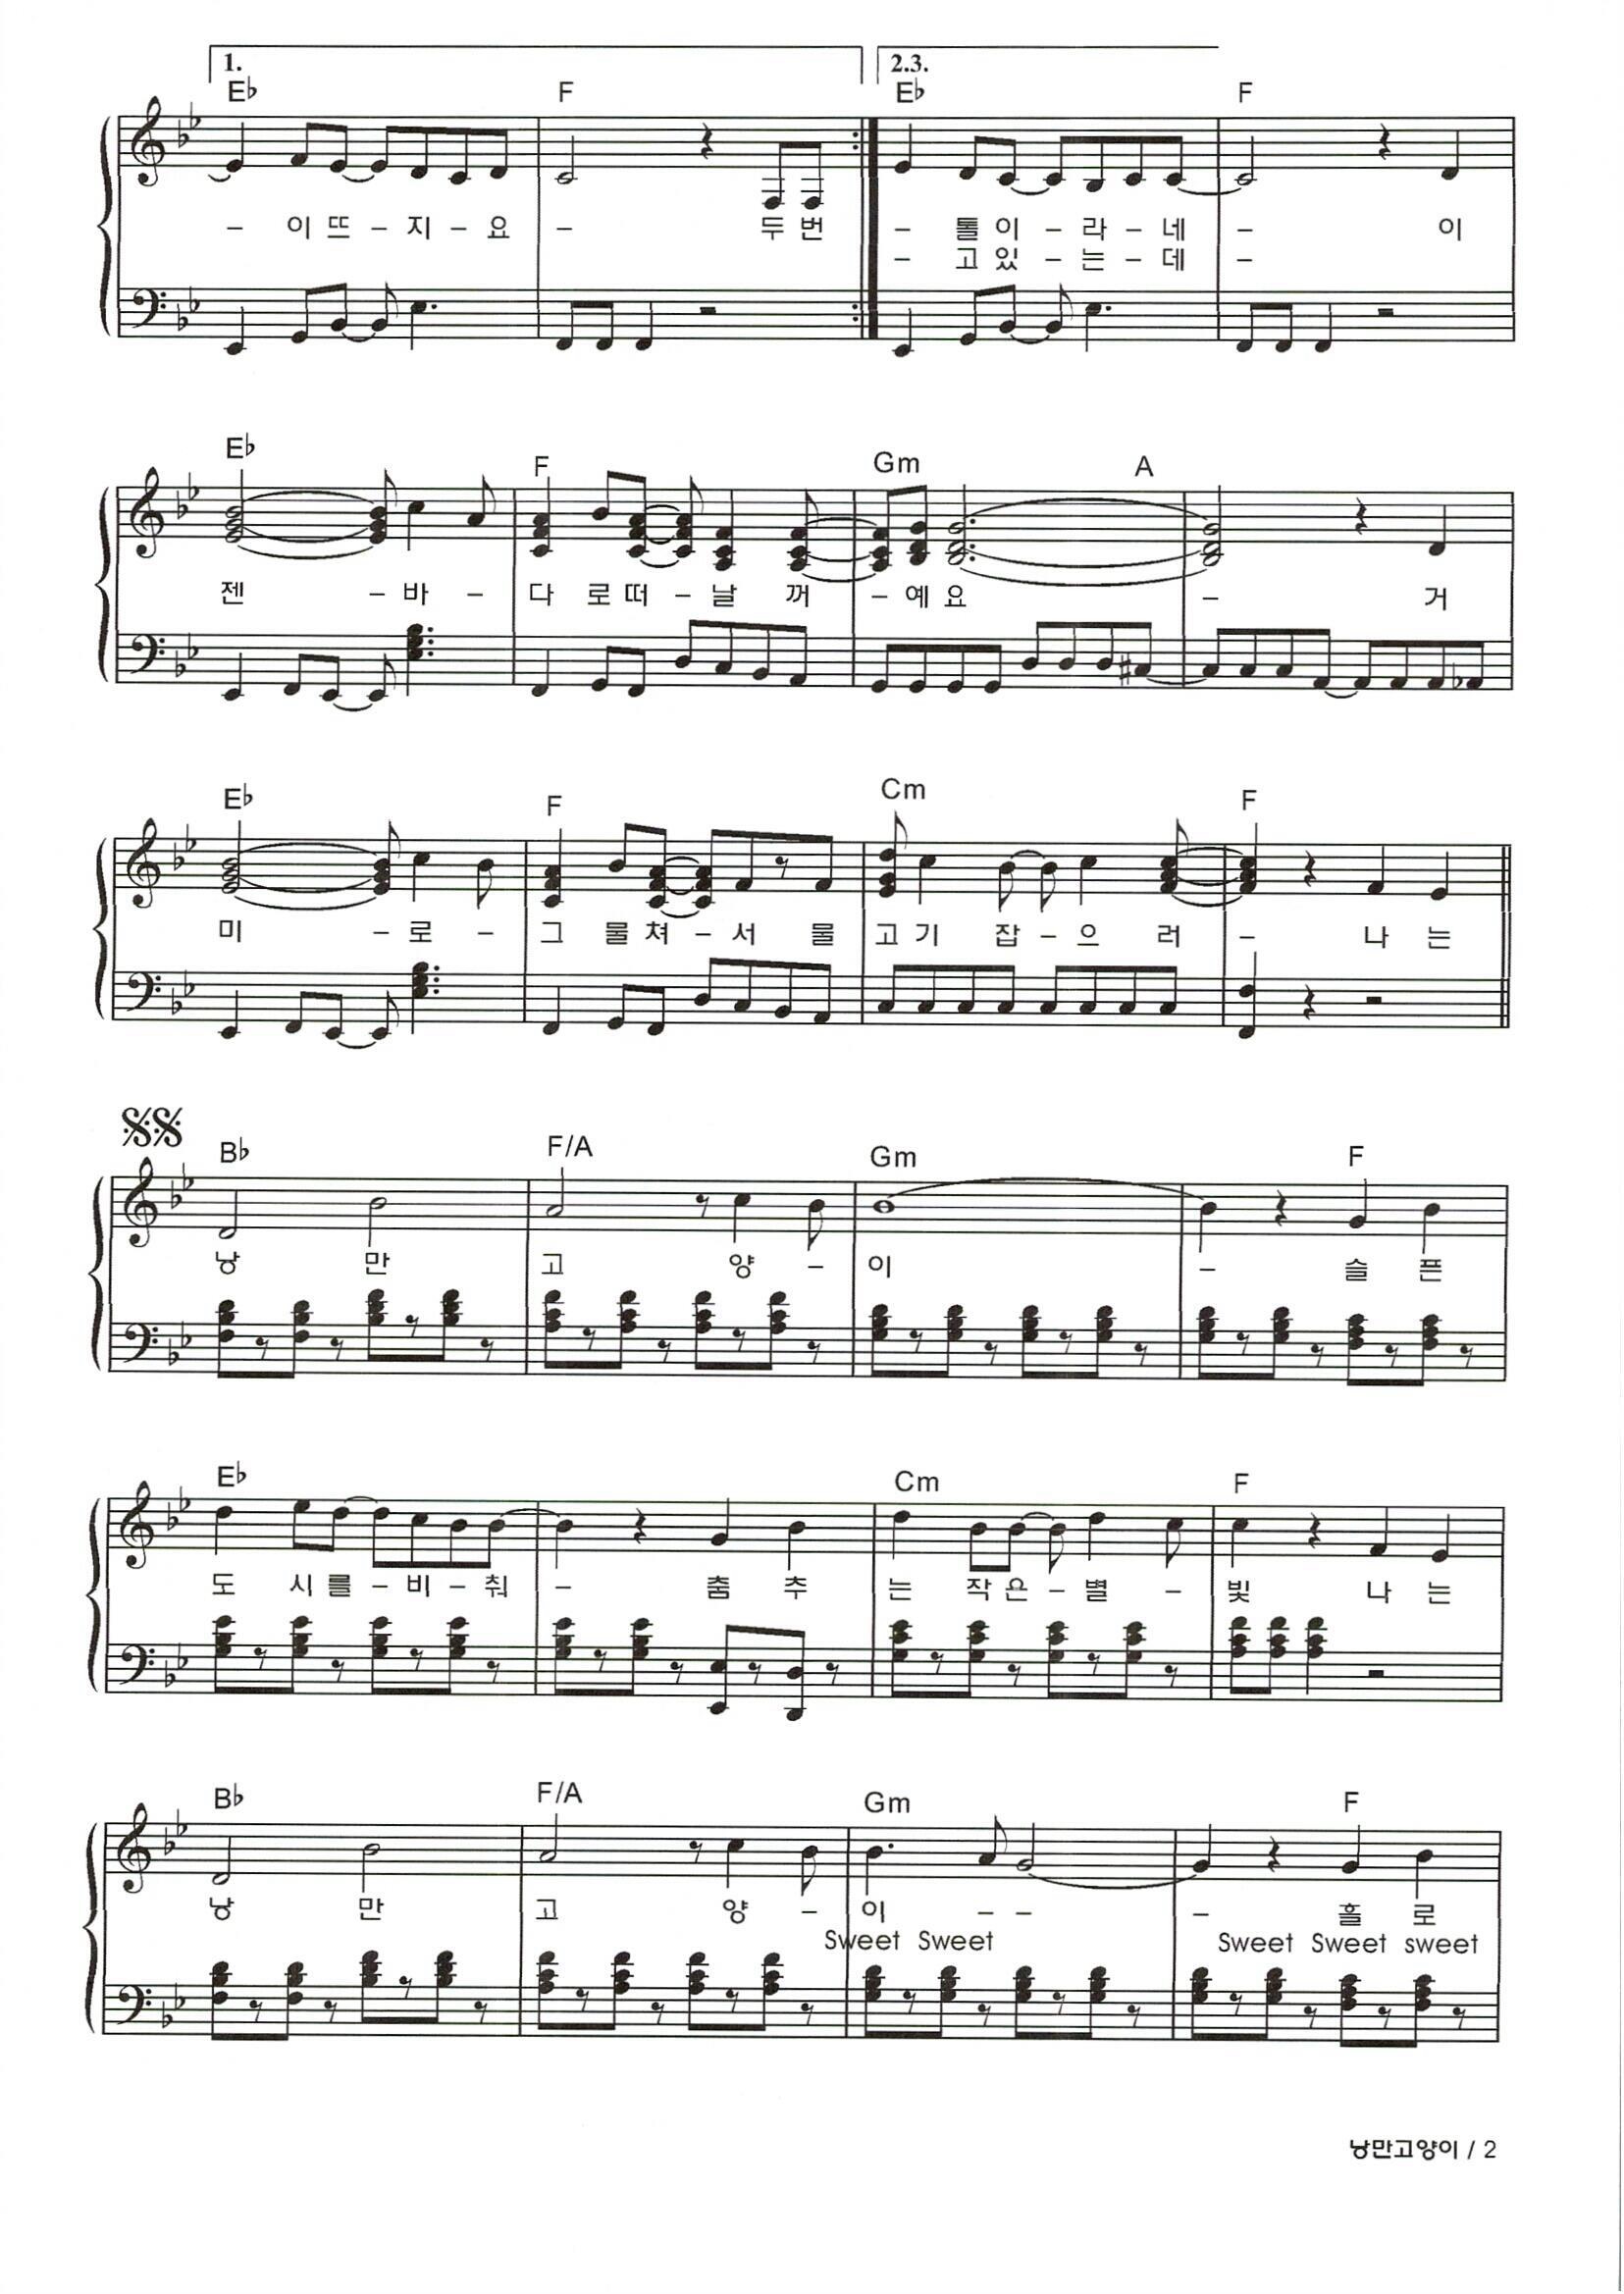 1. 2.3.
E♭ F E♭ F
– 이 뜨 – 지 – 요 – 두 번 – 톨 이 – 라 – 네 – 이
– 고 있 – 는 – 데 –
E♭ F Gm A
젠 – 바 – 다 로 떠 – 날 꺼 – 예 요 – 거
E♭ F Cm F
미 – 로 – 그 물 쳐 – 서 물 고 기 잡 – 으 러 – 나 는
B♭ F/A Gm F
낭 만 고 양 – 이 – 슬 픈
E♭ Cm F
도 시 를 – 비 – 춰 – 춤 추 는 작 은 – 별 – 빛 나 는
B♭ F/A Gm F
낭 만 고 양 – 이 – – – 홀 로
Sweet Sweet Sweet Sweet sweet
낭만고양이 / 2